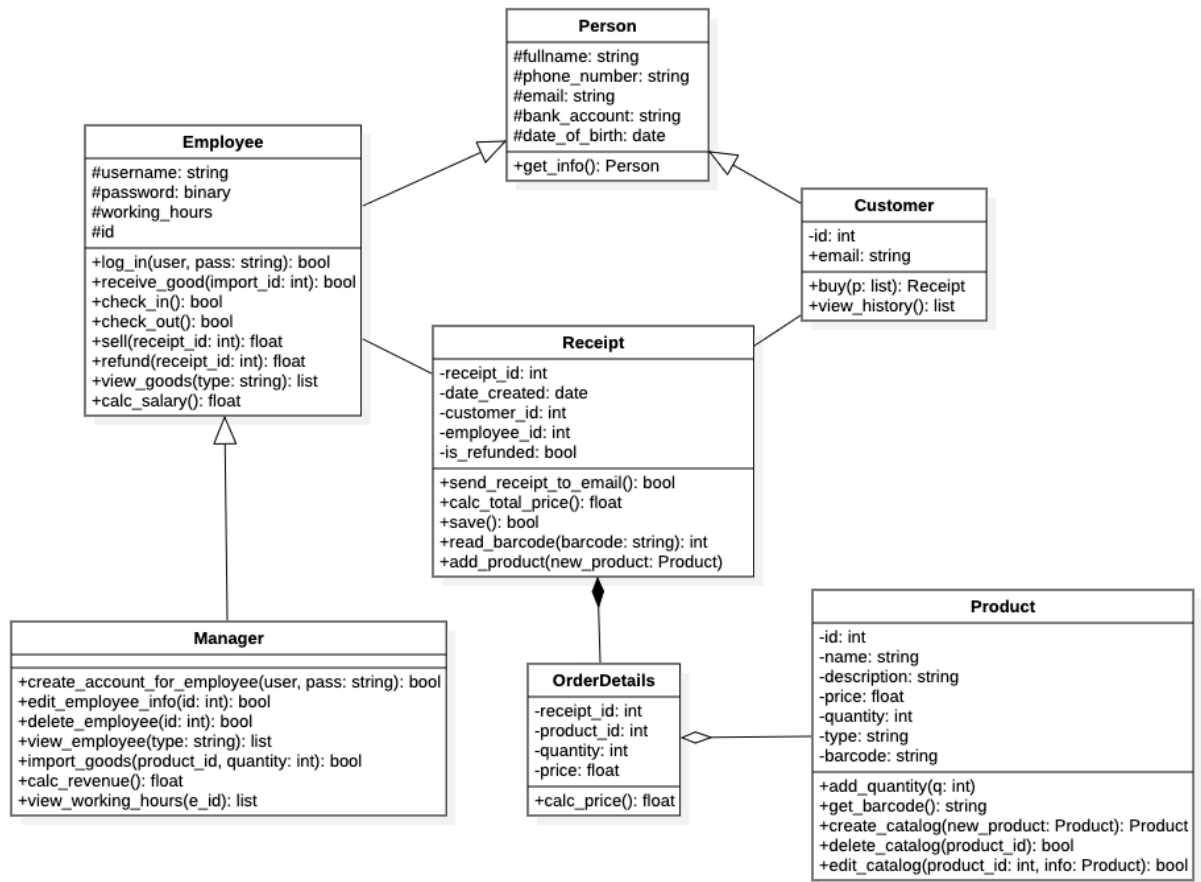 Person
#fullname: string
#phone_number: string
#email: string
#bank_account: string
#date_of_birth: date
+get_info(): Person
Employee
#username: string
#password: binary
#working_hours
#id
+log_in(user, pass: string): bool
+receive_good(import_id: int): bool
+check_in(): bool
+check_out(): bool
+sell(receipt_id: int): float
+refund(receipt_id: int): float
+view_goods(type: string): list
+calc_salary(): float
Customer
-id: int
+email: string
+buy(p: list): Receipt
+view_history(): list
Receipt
-receipt_id: int
-date_created: date
-customer_id: int
-employee_id: int
-is_refunded: bool
+send_receipt_to_email(): bool
+calc_total_price(): float
+save(): bool
+read_barcode(barcode: string): int
+add_product(new_product: Product)
Manager
+create_account_for_employee(user, pass: string): bool
+edit_employee_info(id: int): bool
+delete_employee(id: int): bool
+view_employee(type: string): list
+import_goods(product_id, quantity: int): bool
+calc_revenue(): float
+view_working_hours(e_id): list
OrderDetails
-receipt_id: int
-product_id: int
-quantity: int
-price: float
+calc_price(): float
Product
-id: int
-name: string
-description: string
-price: float
-quantity: int
-type: string
-barcode: string
+add_quantity(q: int)
+get_barcode(): string
+create_catalog(new_product: Product): Product
+delete_catalog(product_id): bool
+edit_catalog(product_id: int, info: Product): bool